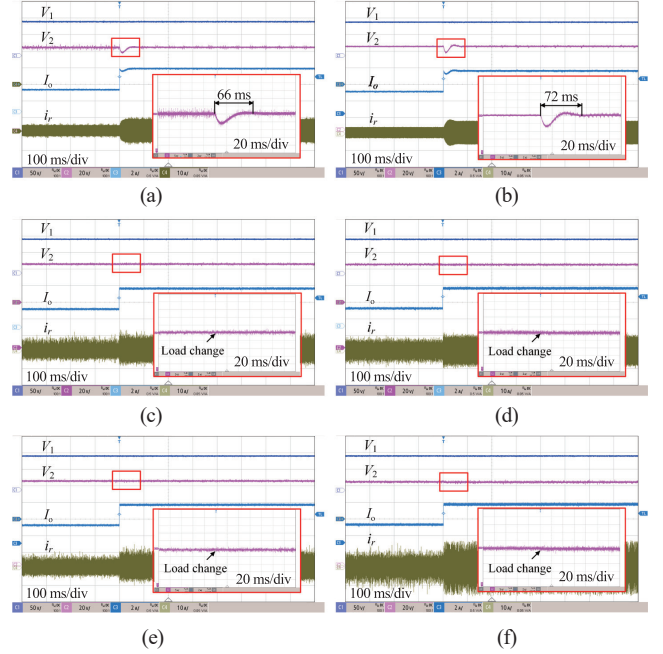 V1
V2
Io
ir
66 ms
20 ms/div
100 ms/div
(a)
V1
V2
Io
ir
72 ms
20 ms/div
100 ms/div
(b)
V1
V2
Io
ir
Load change
20 ms/div
100 ms/div
(c)
V1
V2
Io
ir
Load change
20 ms/div
100 ms/div
(d)
V1
V2
Io
ir
Load change
20 ms/div
100 ms/div
(e)
V1
V2
Io
ir
Load change
20 ms/div
100 ms/div
(f)